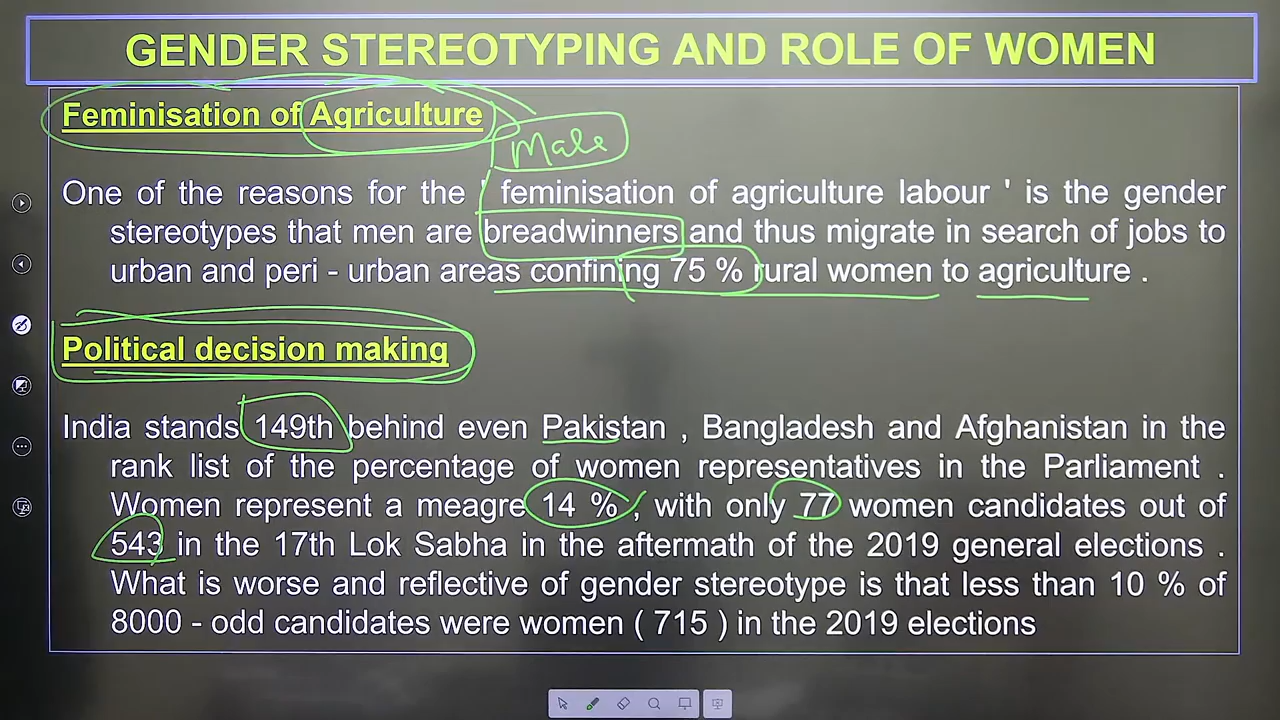 GENDER STEREOTYPING AND ROLE OF WOMEN
Feminisation of Agriculture
Male
One of the reasons for the ' feminisation of agriculture labour ' is the gender
stereotypes that men are breadwinners and thus migrate in search of jobs to
urban and peri - urban areas confining 75 % rural women to agriculture .
Political decision making
India stands 149th behind even Pakistan , Bangladesh and Afghanistan in the
rank list of the percentage of women representatives in the Parliament .
Women represent a meagre 14 % , with only 77 women candidates out of
543 in the 17th Lok Sabha in the aftermath of the 2019 general elections .
What is worse and reflective of gender stereotype is that less than 10 % of
8000 - odd candidates were women ( 715 ) in the 2019 elections